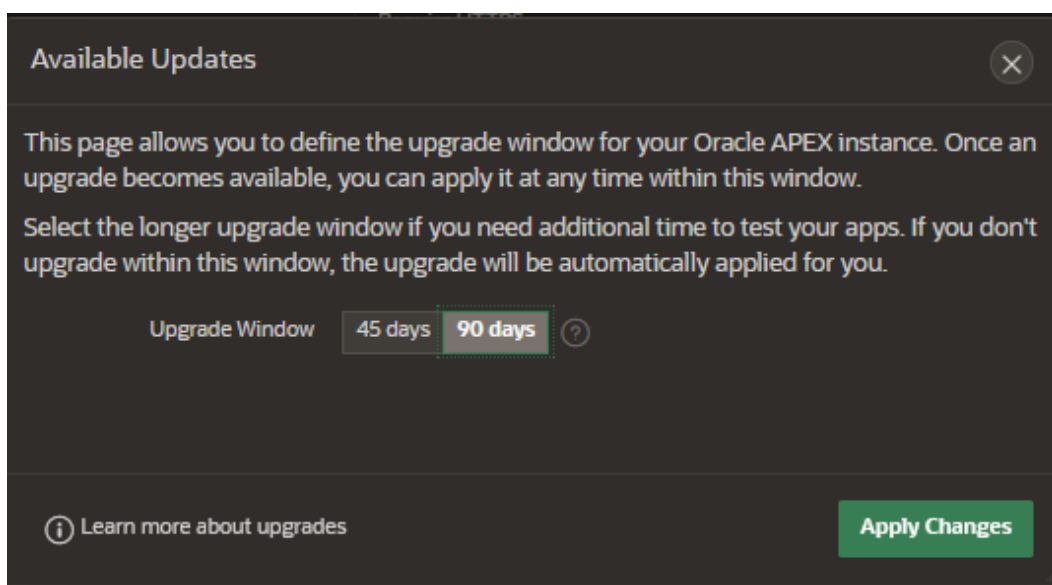 Available Updates
This page allows you to define the upgrade window for your Oracle APEX instance. Once an
upgrade becomes available, you can apply it at any time within this window.
Select the longer upgrade window if you need additional time to test your apps. If you don't
upgrade within this window, the upgrade will be automatically applied for you.
Upgrade Window 45 days 90 days ?
Learn more about upgrades Apply Changes